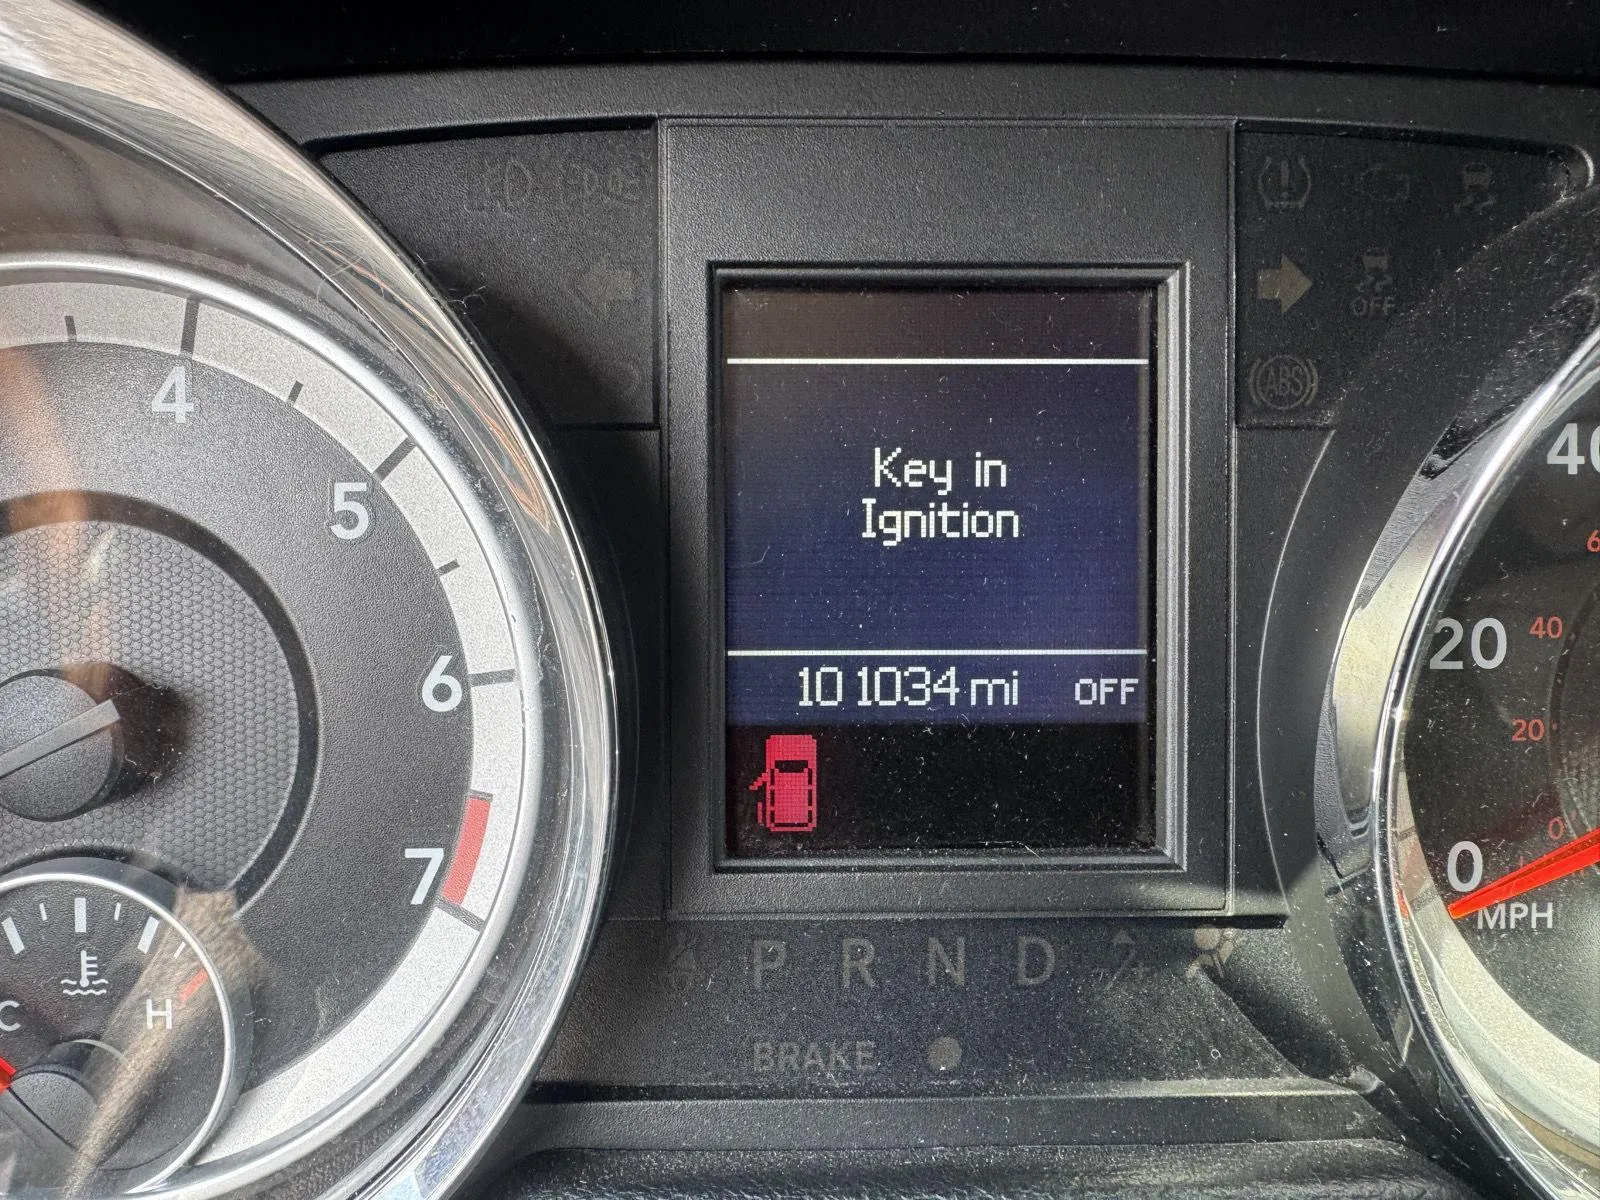 4
5
6
7
C
H
Key in
Ignition
101034 mi OFF
OFF
ABS
P R N D
BRAKE
40
20
40
20
0
0
MPH